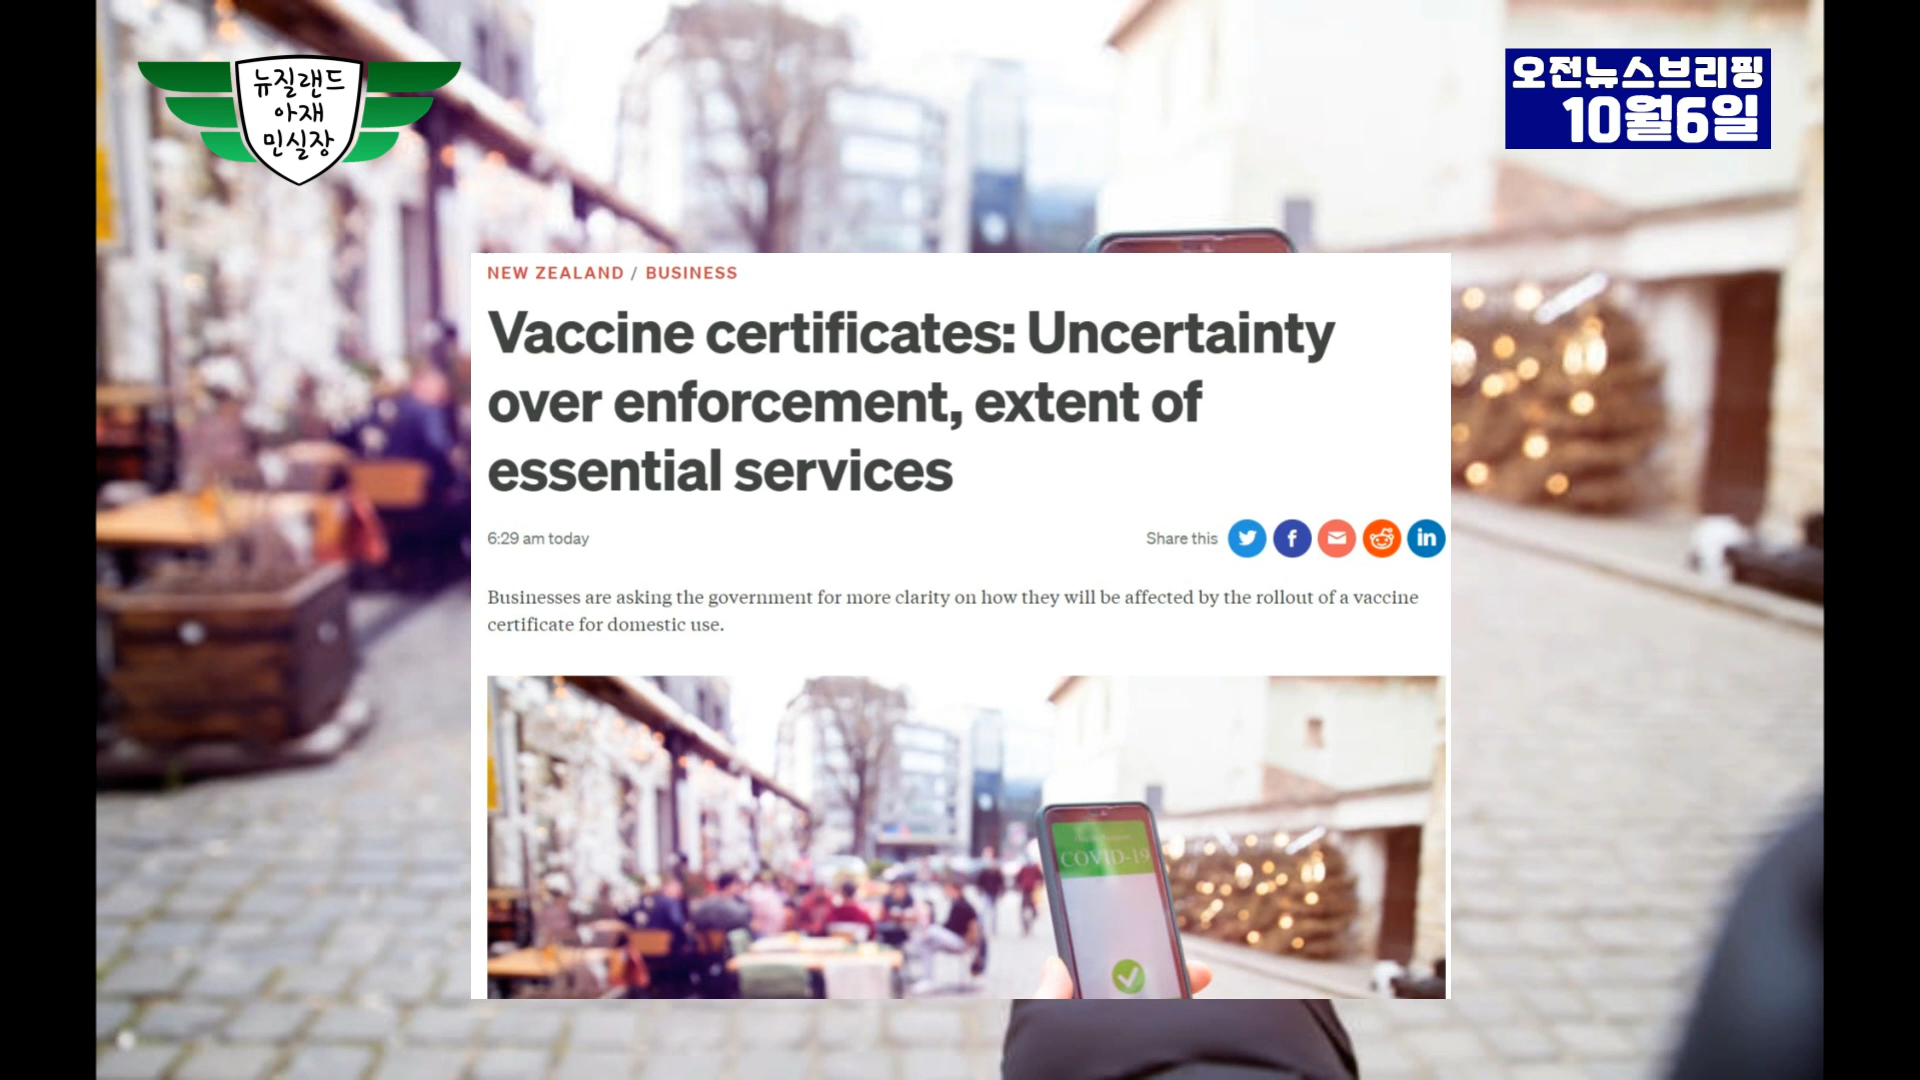 뉴질랜드
아재
민실장
오전뉴스브리핑
10월6일
NEW ZEALAND / BUSINESS
Vaccine certificates: Uncertainty
over enforcement, extent of
essential services
6:29 am today
Share this
Businesses are asking the government for more clarity on how they will be affected by the rollout of a vaccine
certificate for domestic use.
COVID-19